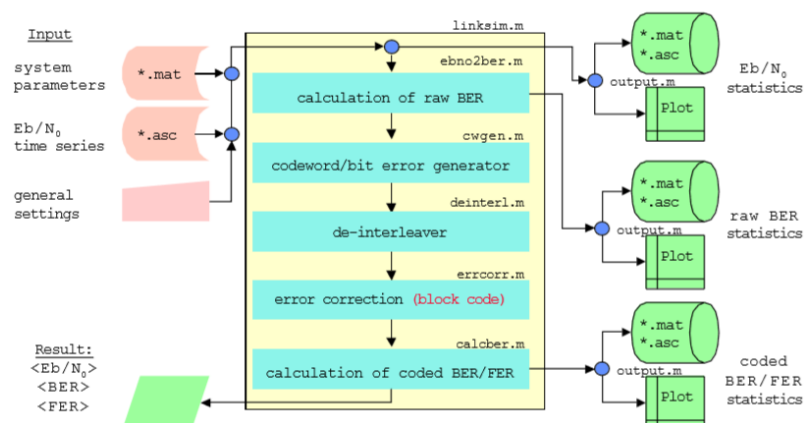 Input
system
parameters
*.mat
Eb/N0
time series
*.asc
general
settings
Result:
<Eb/N0>
<BER>
<FER>
linksim.m
ebno2ber.m
calculation of raw BER
cwgen.m
codeword/bit error generator
deinterl.m
de-interleaver
errcorr.m
error correction (block code)
calcber.m
calculation of coded BER/FER
*.mat
*.asc
output.m
Plot
Eb/N0
statistics
*.mat
*.asc
output.m
Plot
raw BER
statistics
*.mat
*.asc
output.m
Plot
coded
BER/FER
statistics